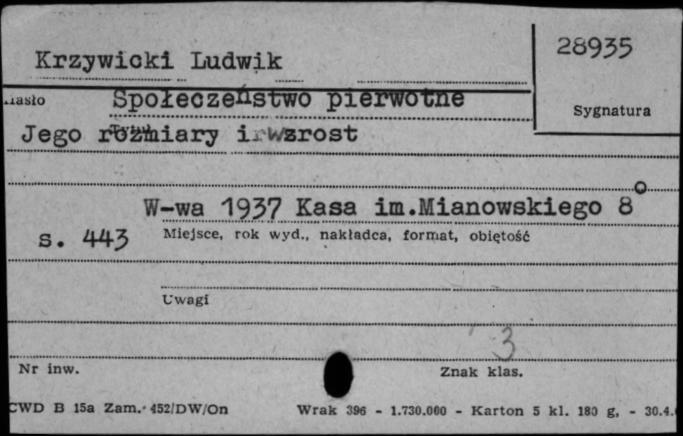 Krzywicki Ludwik
28935
Hasło
Społeczeństwo pierwotne
Sygnatura
Jego rozmiary i wzrost
W-wa 1937 Kasa im.Mianowskiego 8°
s. 443
Miejsce, rok wyd., nakładca, format, obiętość
Uwagi
3
Nr inw.
Znak klas.
CWD B 15a Zam. 452/DW/On
Wrak 396 - 1.730.000 - Karton 5 kl. 180 g, - 30.4.